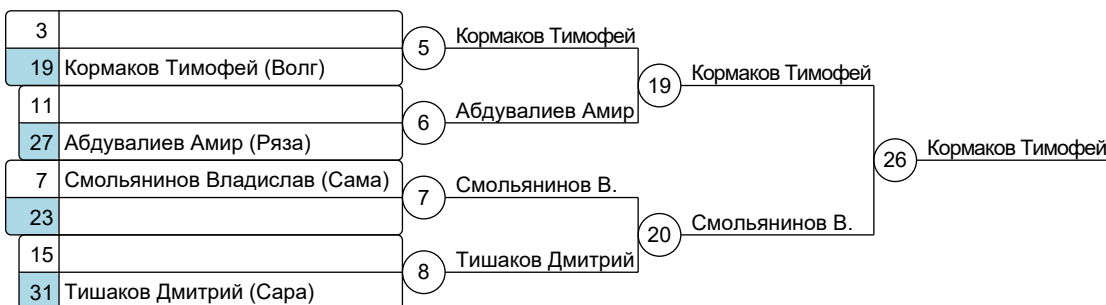 3
19 Кормаков Тимофей (Волг)
11
27 Абдувалиев Амир (Ряза)
7 Смольянинов Владислав (Сама)
23
15
31 Тишаков Дмитрий (Сара)
5
6
7
8
Кормаков Тимофей
Абдувалиев Амир
Смольянинов В.
Тишаков Дмитрий
19
20
Кормаков Тимофей
Смольянинов В.
26
Кормаков Тимофей